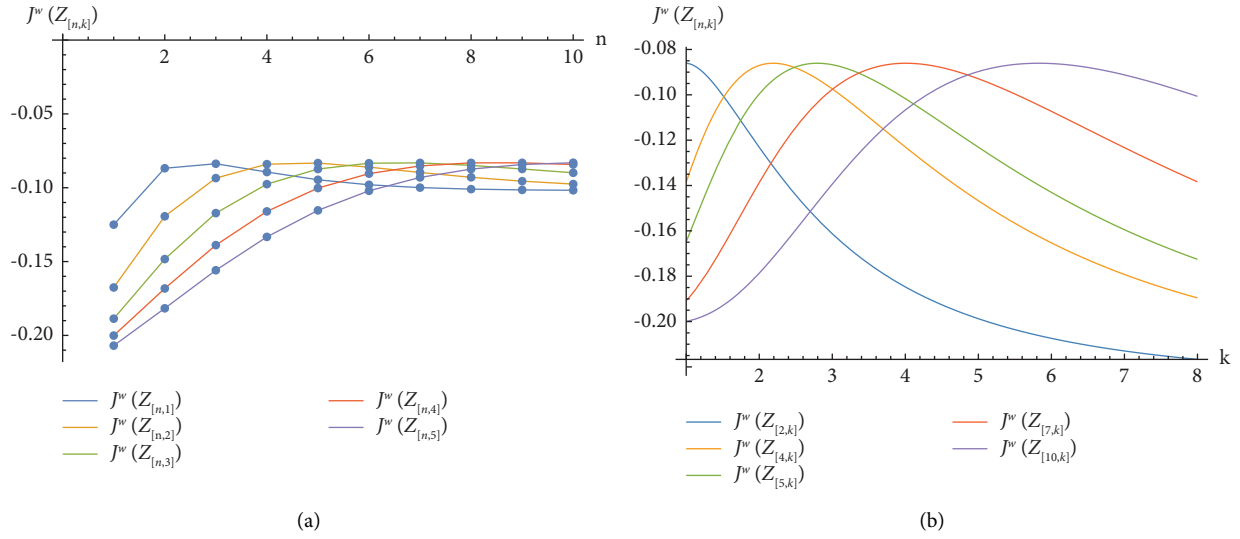 J^w (Z_[n,k])
n
2 4 6 8 10
-0.05
-0.10
-0.15
-0.20
J^w (Z_[n,1])
J^w (Z_[n,2])
J^w (Z_[n,3])
J^w (Z_[n,4])
J^w (Z_[n,5])
(a)
J^w (Z_[n,k])
-0.08
-0.10
-0.12
-0.14
-0.16
-0.18
-0.20
k
2 3 4 5 6 7 8
J^w (Z_[2,k])
J^w (Z_[4,k])
J^w (Z_[5,k])
J^w (Z_[7,k])
J^w (Z_[10,k])
(b)